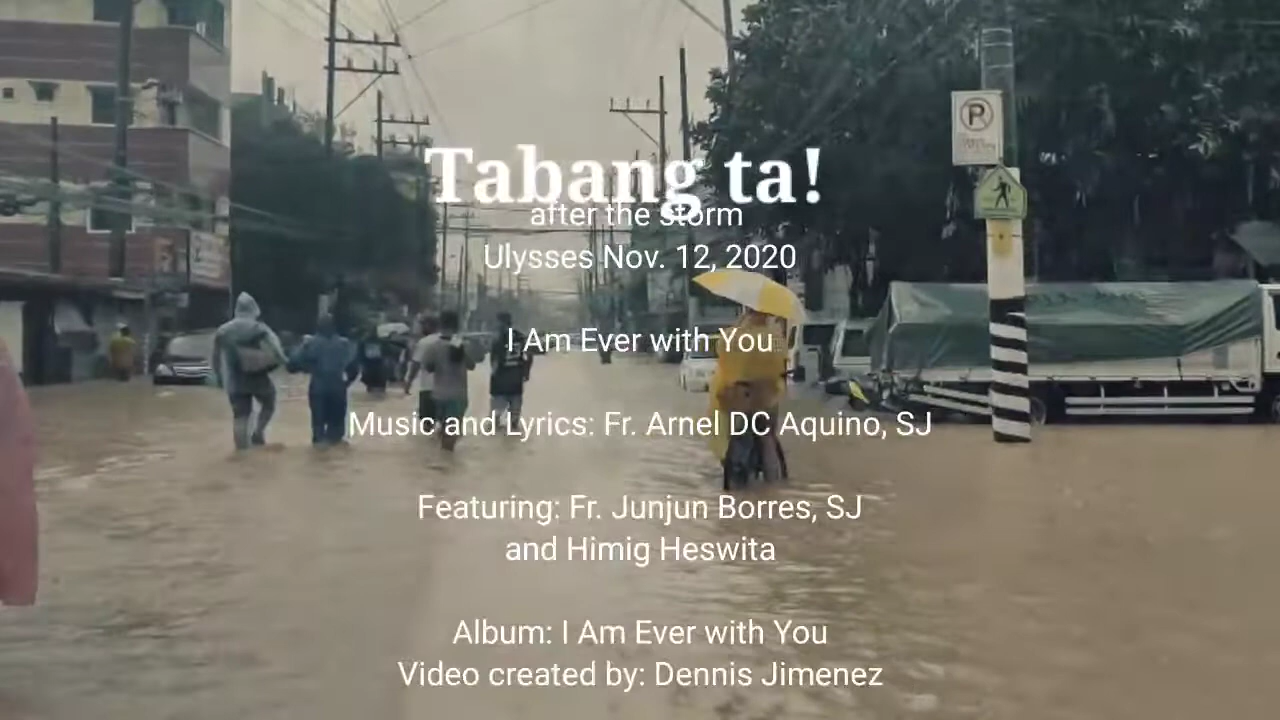 Tabang ta!
after the storm
Ulysses Nov. 12, 2020
I Am Ever with You
Music and Lyrics: Fr. Arnel DC Aquino, SJ
Featuring: Fr. Junjun Borres, SJ
and Himig Heswita
Album: I Am Ever with You
Video created by: Dennis Jimenez
P